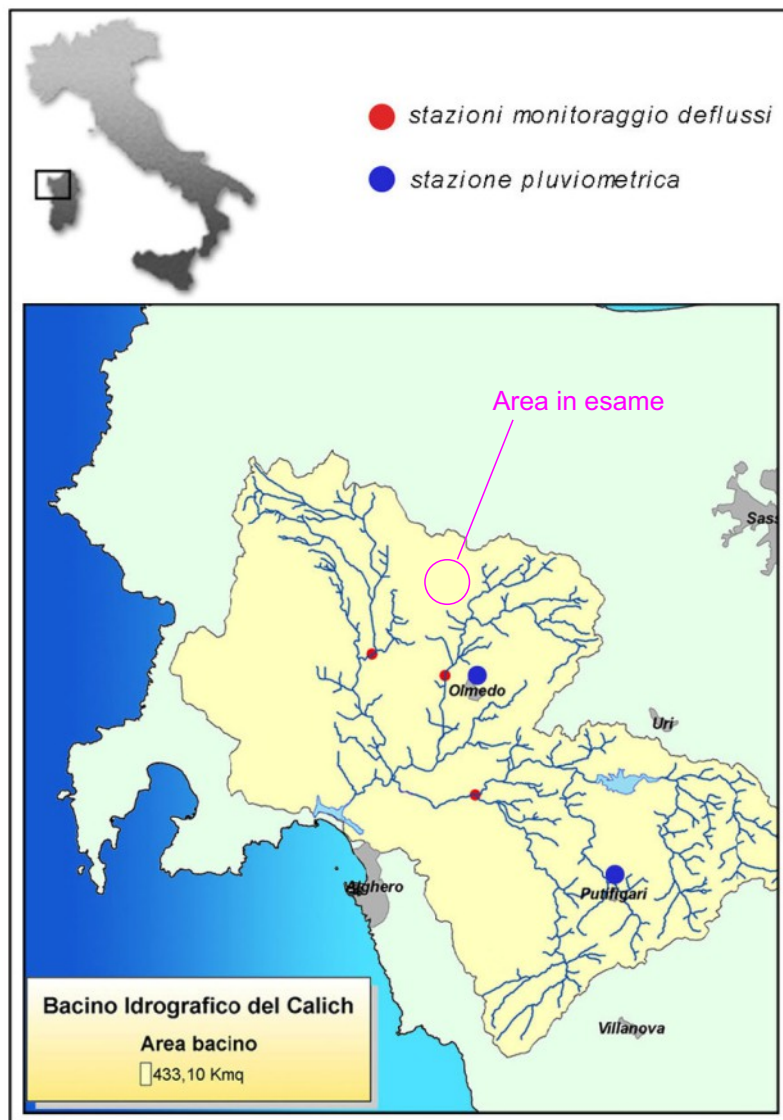 stazioni monitoraggio deflussi
stazione pluviometrica
Area in esame
Sass
Olmedo
Uri
Alghero
Putifigari
Villanova
Bacino Idrografico del Calich
Area bacino
433,10 Kmq